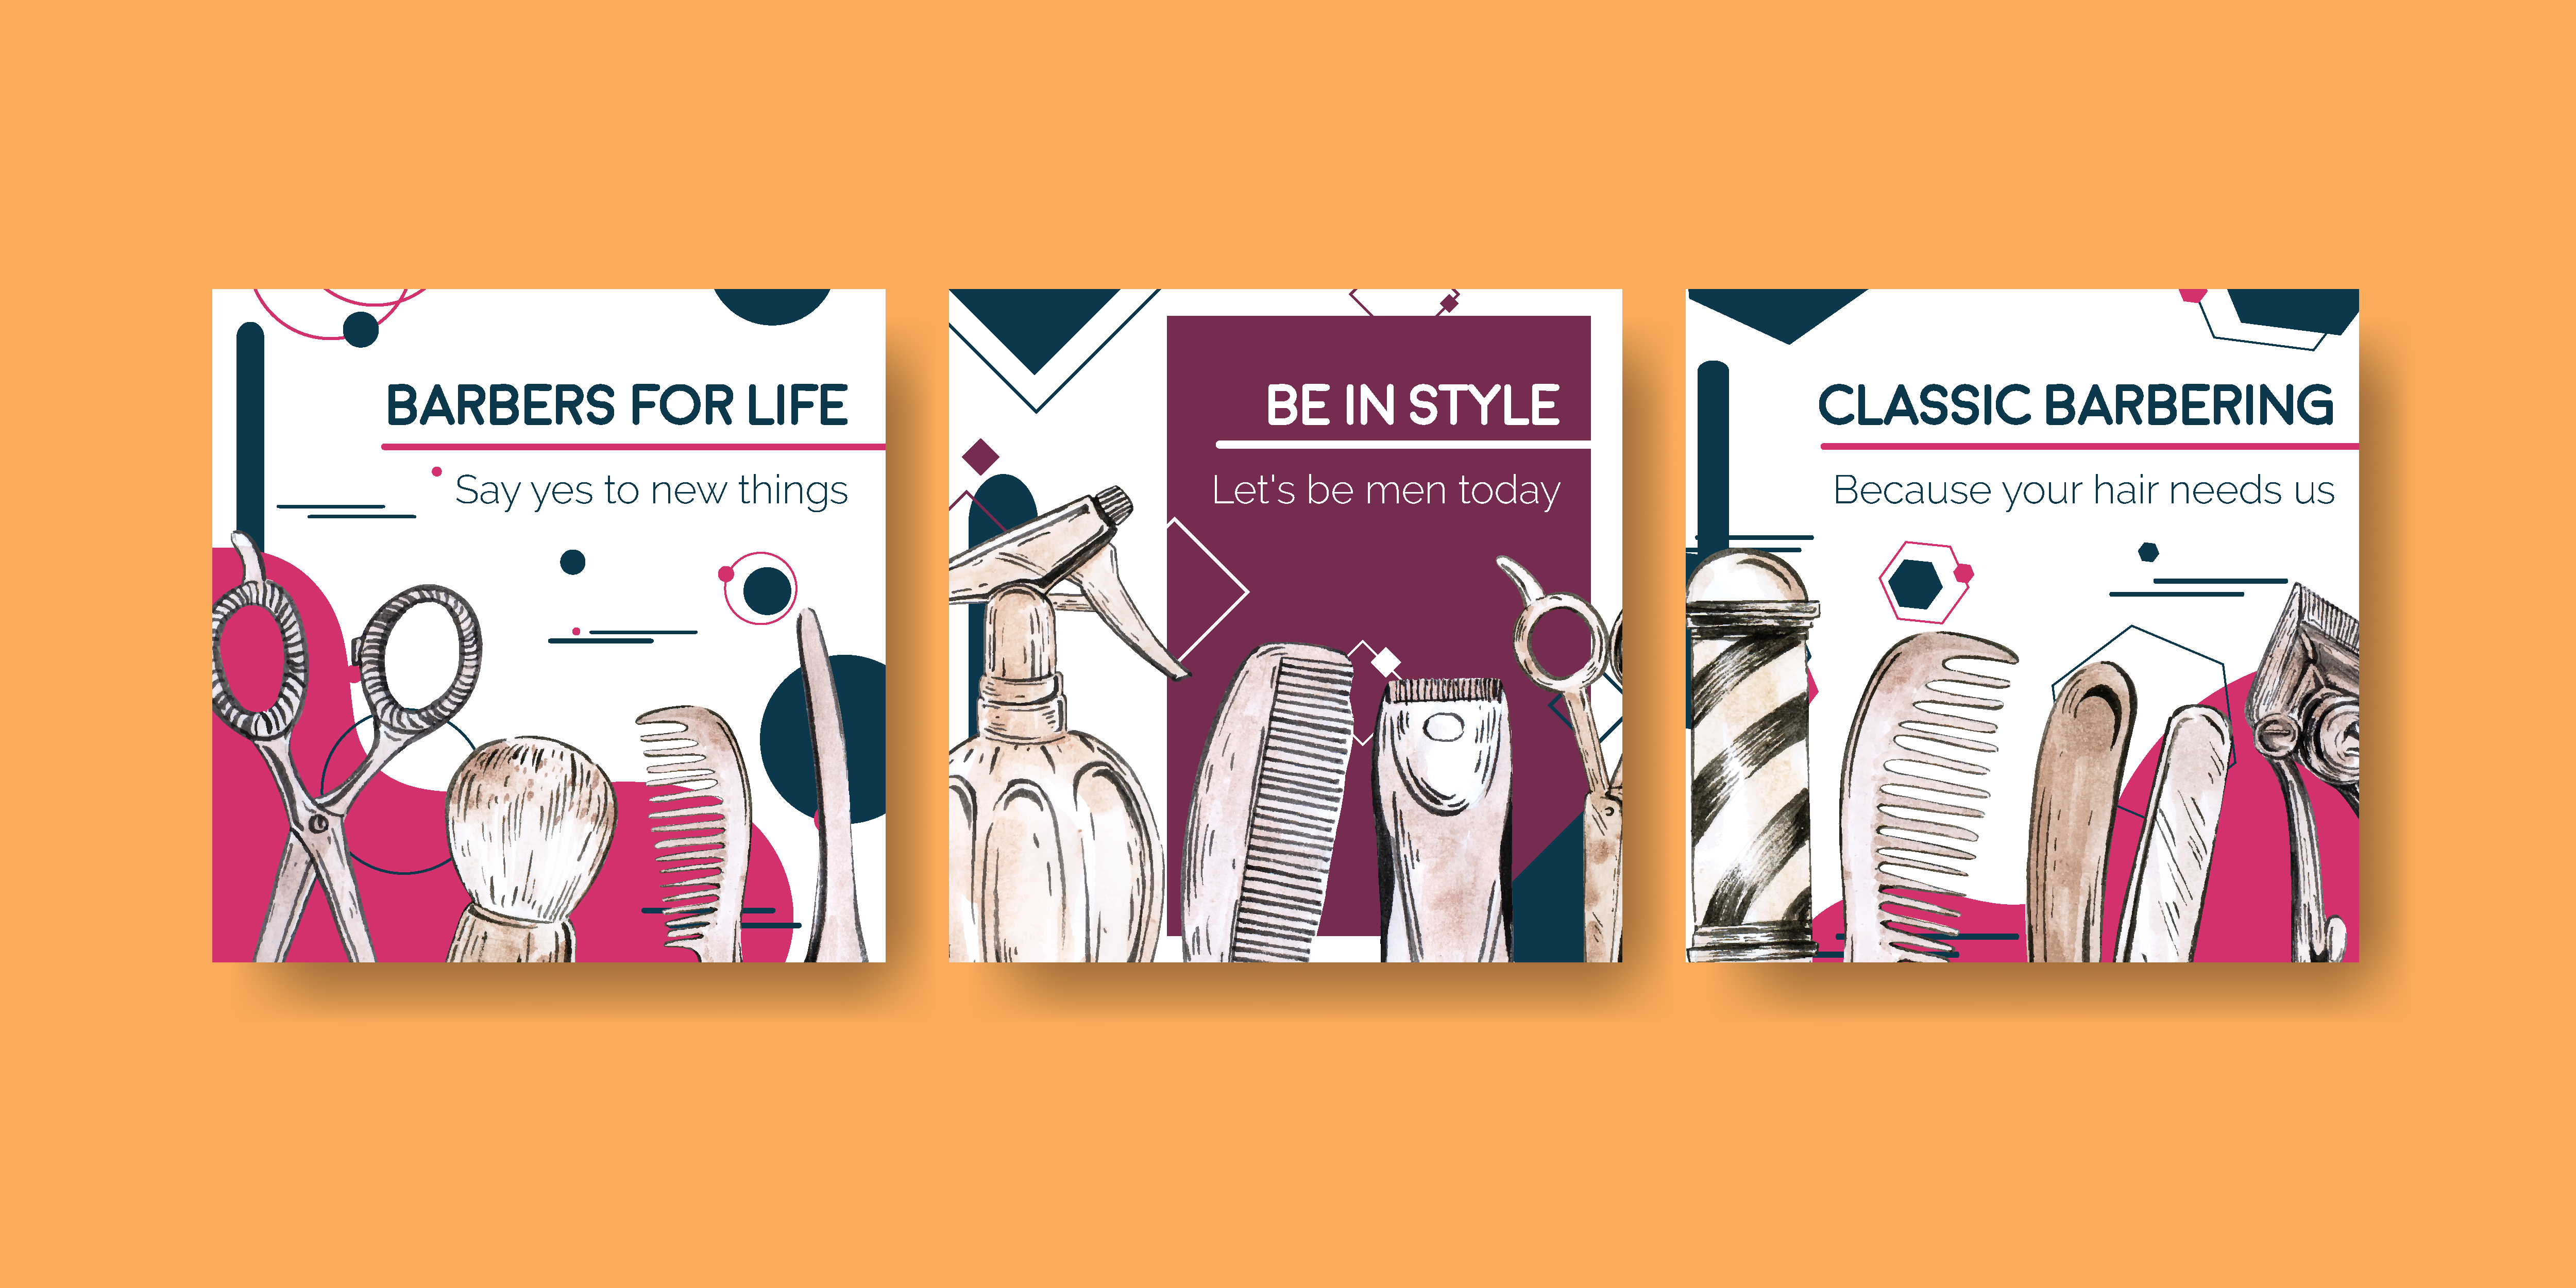 BARBERS FOR LIFE
Say yes to new things
BE IN STYLE
Let's be men today
CLASSIC BARBERING
Because your hair needs us